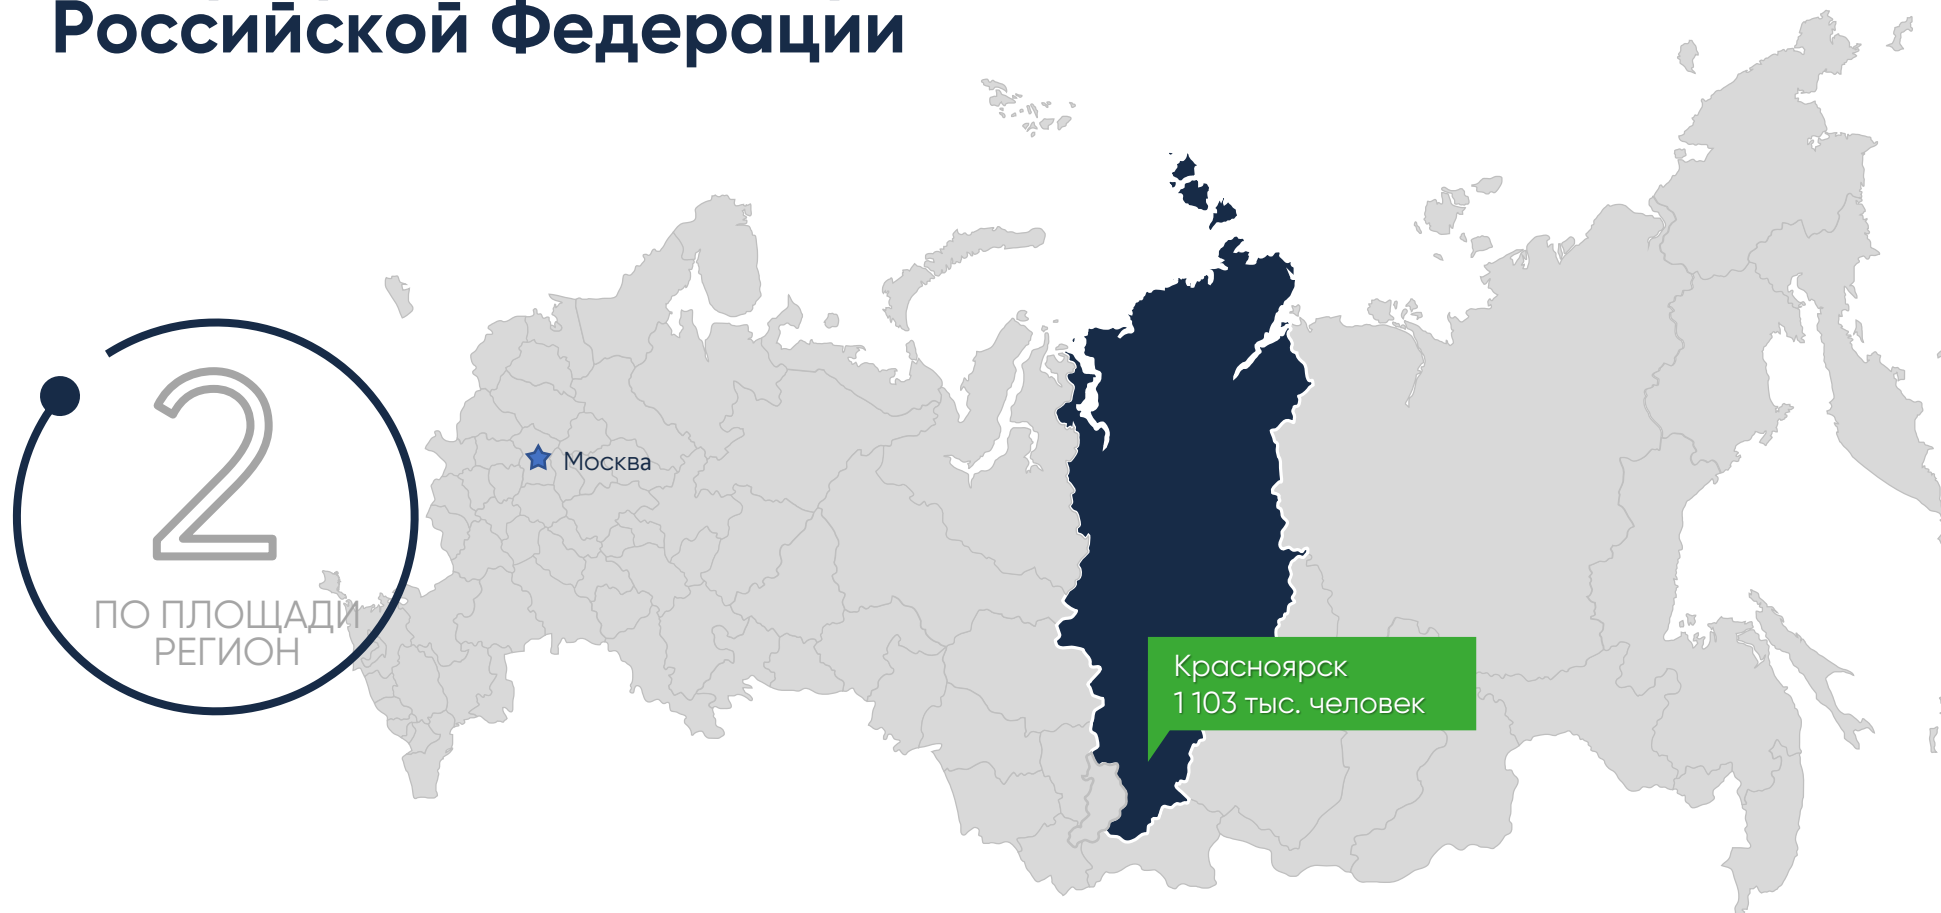 Российской Федерации
2
ПО ПЛОЩАДИ
РЕГИОН
Москва
Красноярск
1 103 тыс. человек